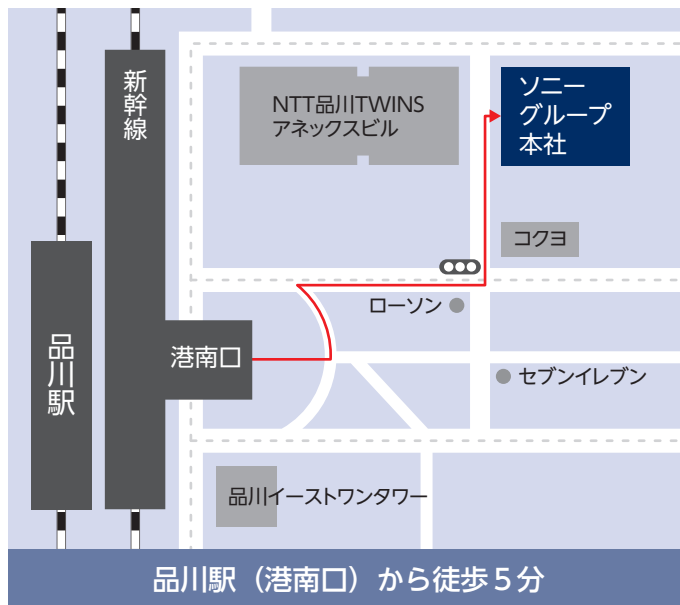 新幹線
NTT品川TWINS
アネックスビル
ソニー
グループ
本社
コクヨ
ローソン
品川駅
港南口
セブンイレブン
品川イーストワンタワー
品川駅（港南口）から徒歩5分